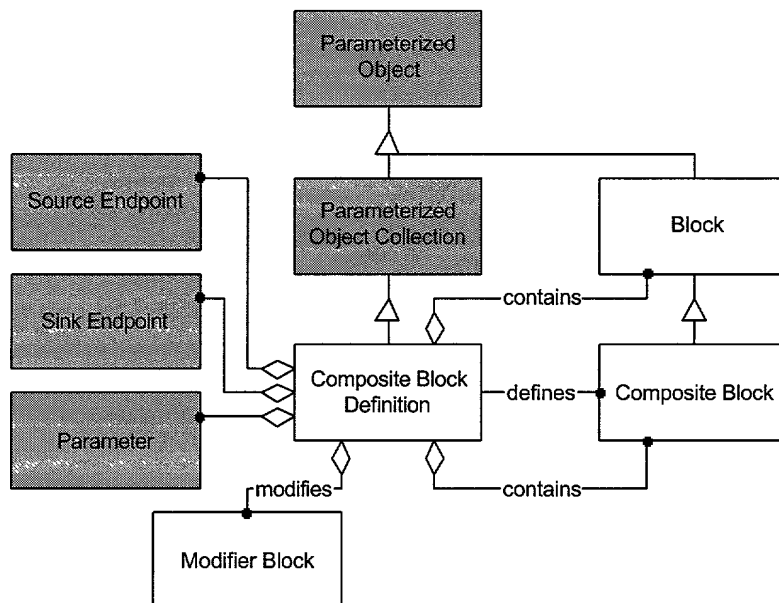 Parameterized
Object
Source Endpoint
Parameterized
Object Collection
Block
Sink Endpoint
contains
Composite Block
Definition
defines
Composite Block
Parameter
modifies
contains
Modifier Block